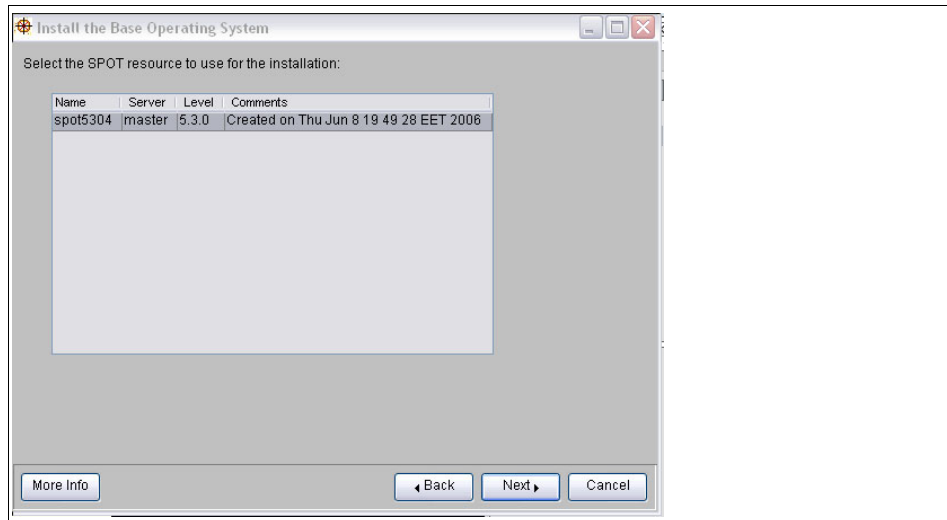 Install the Base Operating System
Select the SPOT resource to use for the installation:
Name Server Level Comments
spot5304 master 5.3.0 Created on Thu Jun 8 19 49 28 EET 2006
More Info Back Next Cancel